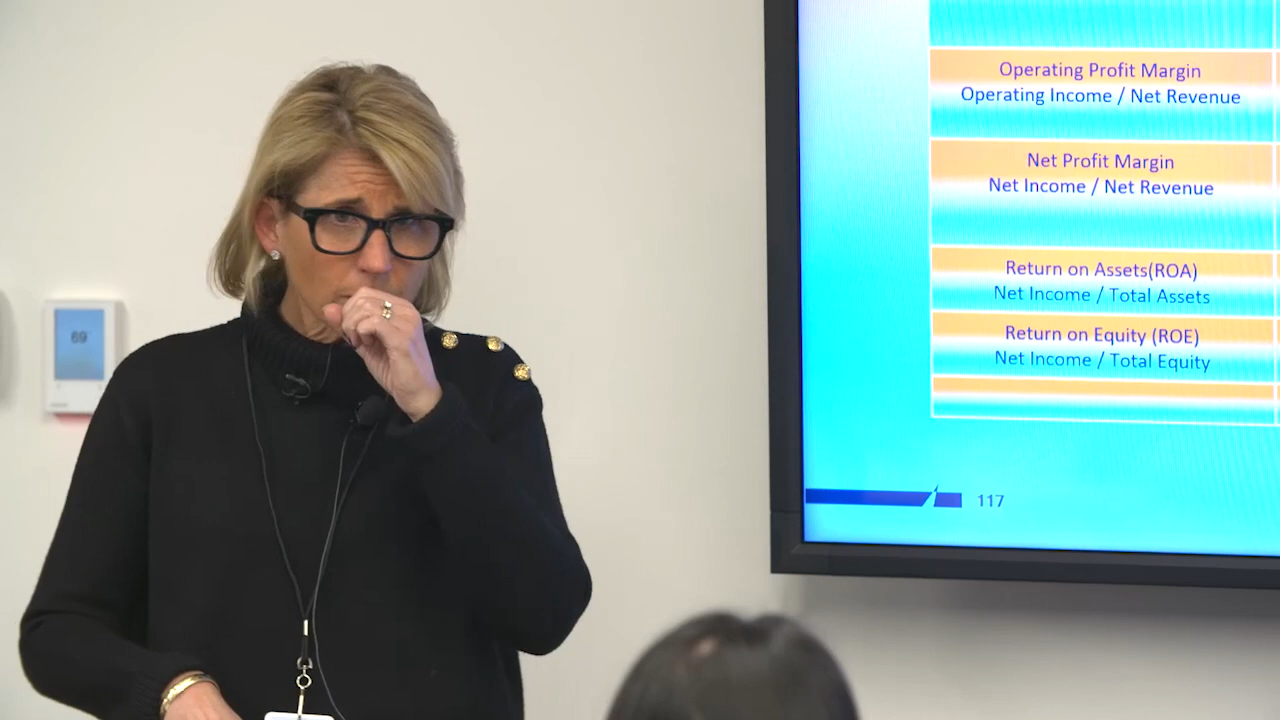 69
Operating Profit Margin
Operating Income / Net Revenue
Net Profit Margin
Net Income / Net Revenue
Return on Assets(ROA)
Net Income / Total Assets
Return on Equity (ROE)
Net Income / Total Equity
117